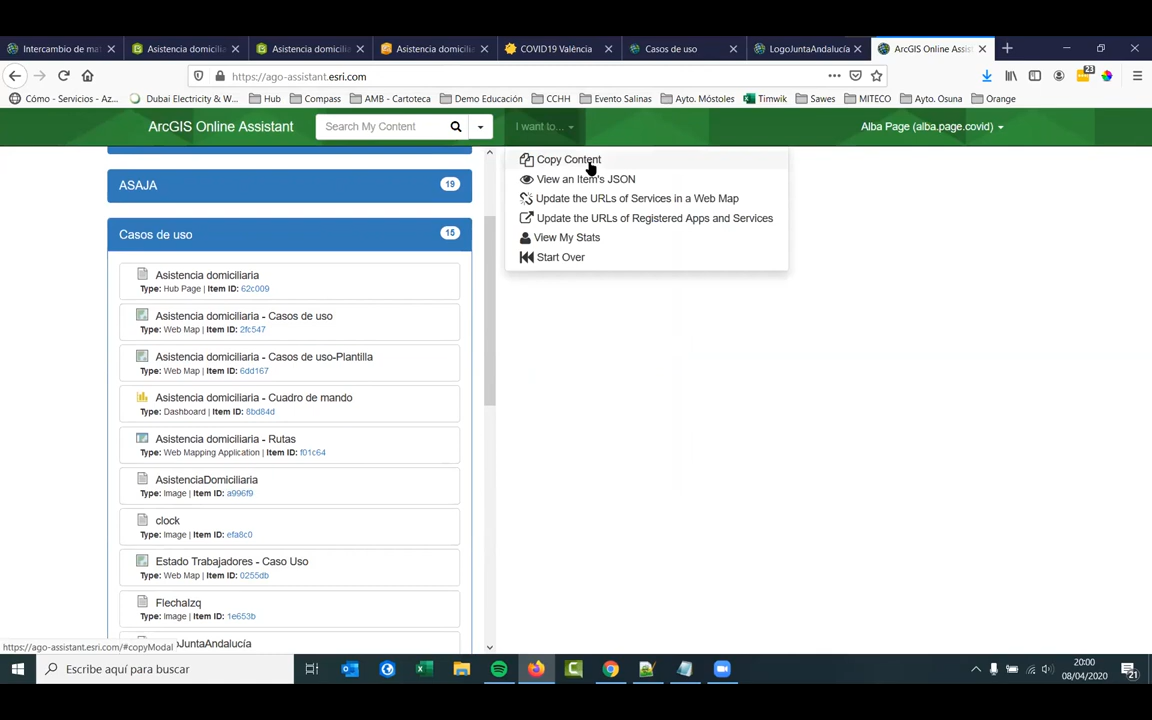 Intercambio de ma
Asistencia domicili
Asistencia domicili
Asistencia domicili
COVID19 València
Casos de uso
LogoJuntaAndalucía
ArcGIS Online Assis
https://ago-assistant.esri.com
23
Cómo - Servicios - Az...
Dubai Electricity & W...
Hub
Compass
AMB - Cartoteca
Demo Educación
CCHH
Evento Salinas
Ayto. Móstoles
Timwik
Sawes
MITECO
Ayto. Osuna
Orange
ArcGIS Online Assistant
Search My Content
I want to...
Alba Page (alba.page.covid)
Copy Content
View an Item's JSON
Update the URLs of Services in a Web Map
Update the URLs of Registered Apps and Services
View My Stats
Start Over
ASAJA
19
Casos de uso
15
Asistencia domiciliaria
Type: Hub Page | Item ID: 62c009
Asistencia domiciliaria - Casos de uso
Type: Web Map | Item ID: 2fc547
Asistencia domiciliaria - Casos de uso-Plantilla
Type: Web Map | Item ID: 6dd167
Asistencia domiciliaria - Cuadro de mando
Type: Dashboard | Item ID: 8bd84d
Asistencia domiciliaria - Rutas
Type: Web Mapping Application | Item ID: f01c64
AsistenciaDomiciliaria
Type: Image | Item ID: a996f9
clock
Type: Image | Item ID: efa8c0
Estado Trabajadores - Caso Uso
Type: Web Map | Item ID: 0255db
FlechaIzq
Type: Image | Item ID: 1e653b
oJuntaAndalucía
https://ago-assistant.esri.com/#copyModal
Escribe aquí para buscar
20:00
08/04/2020
21